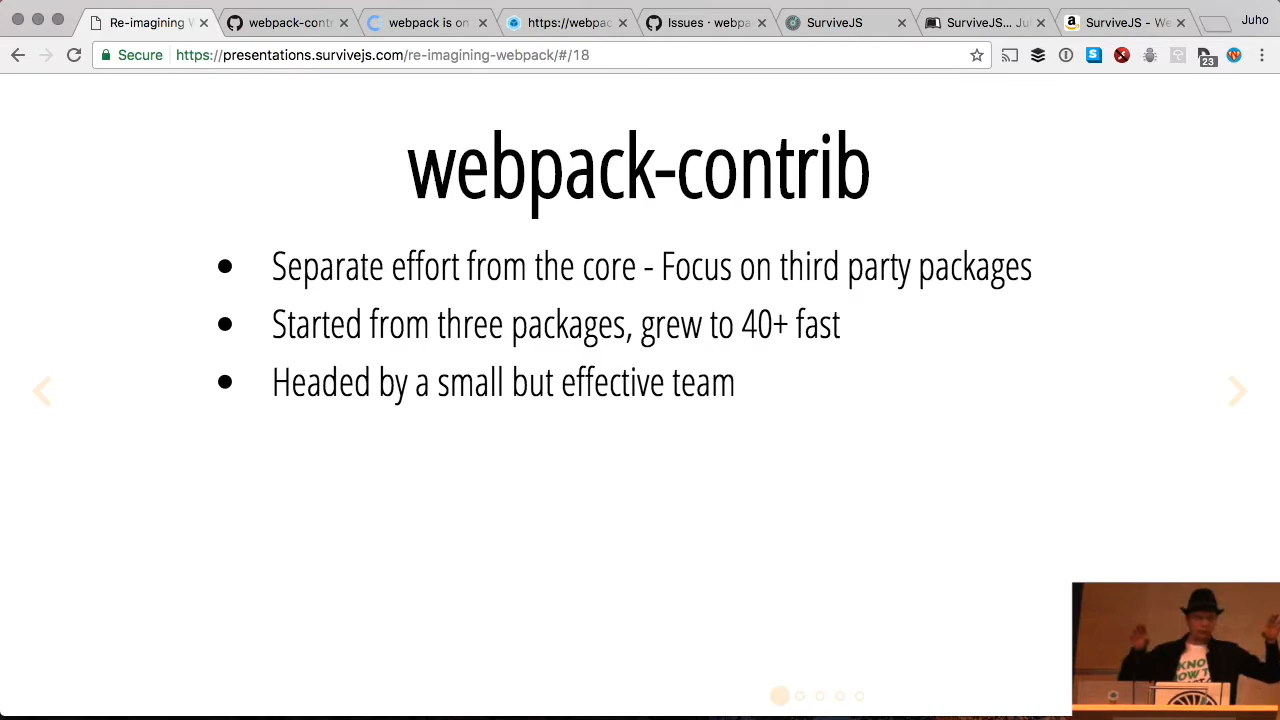 Re-imagining W
webpack-contr
webpack is on
https://webpac
Issues · webpa
SurviveJS
SurviveJS... Jul
SurviveJS - We
Juho
Secure
https://presentations.survivejs.com/re-imagining-webpack/#/18
23
webpack-contrib
Separate effort from the core - Focus on third party packages
Started from three packages, grew to 40+ fast
Headed by a small but effective team
KNO